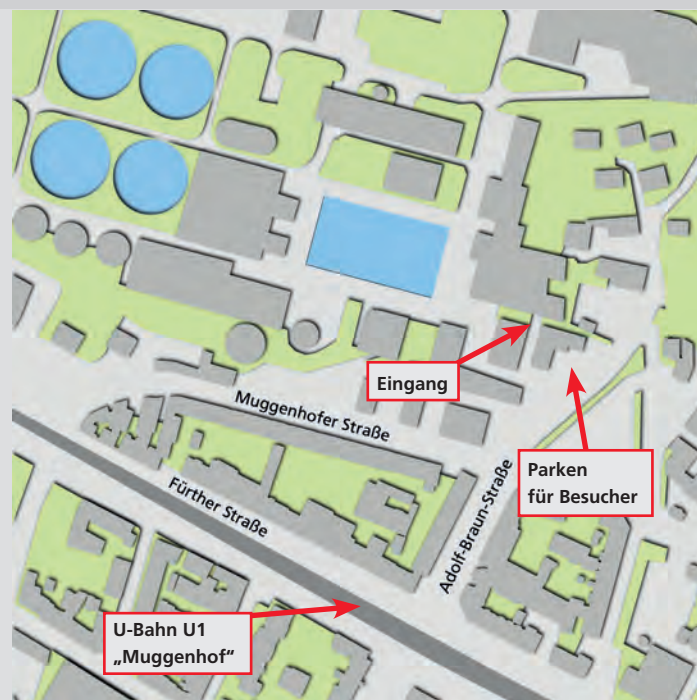 Eingang
Muggenhofer Straße
Parken
für Besucher
Fürther Straße
Adolf-Braun-Straße
U-Bahn U1
„Muggenhof“